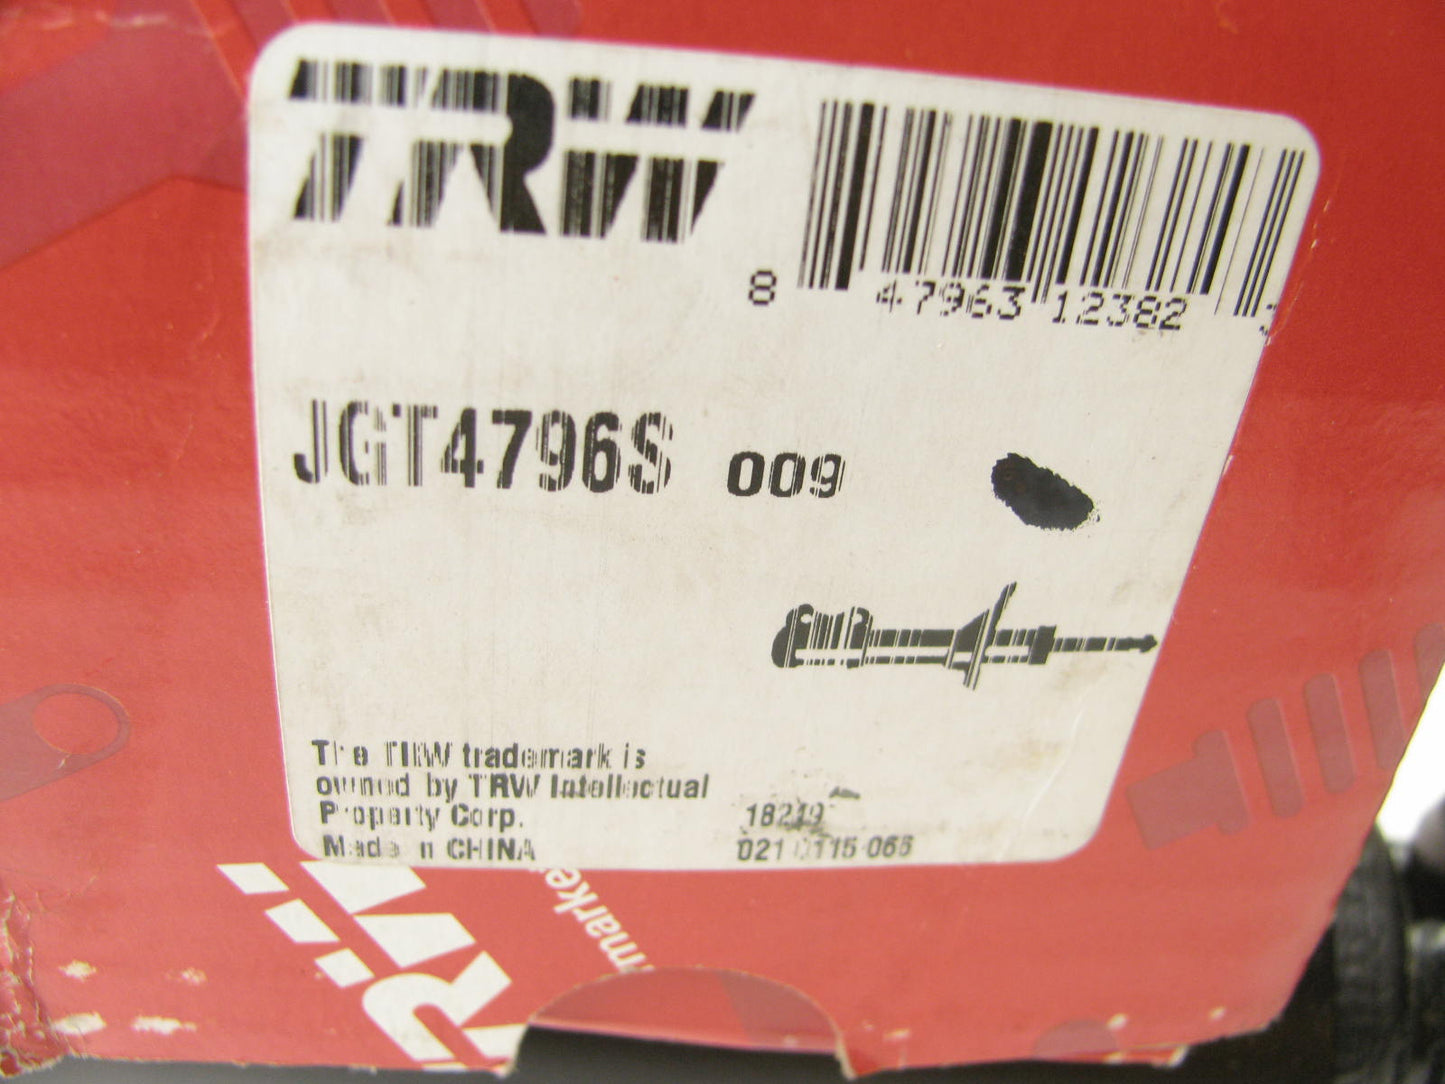 TRW
8 47963 12382
JGT4796S 009
The TRW trademark is
owned by TRW Intellectual
Property Corp.
Made in CHINA
18249
021 0115 066